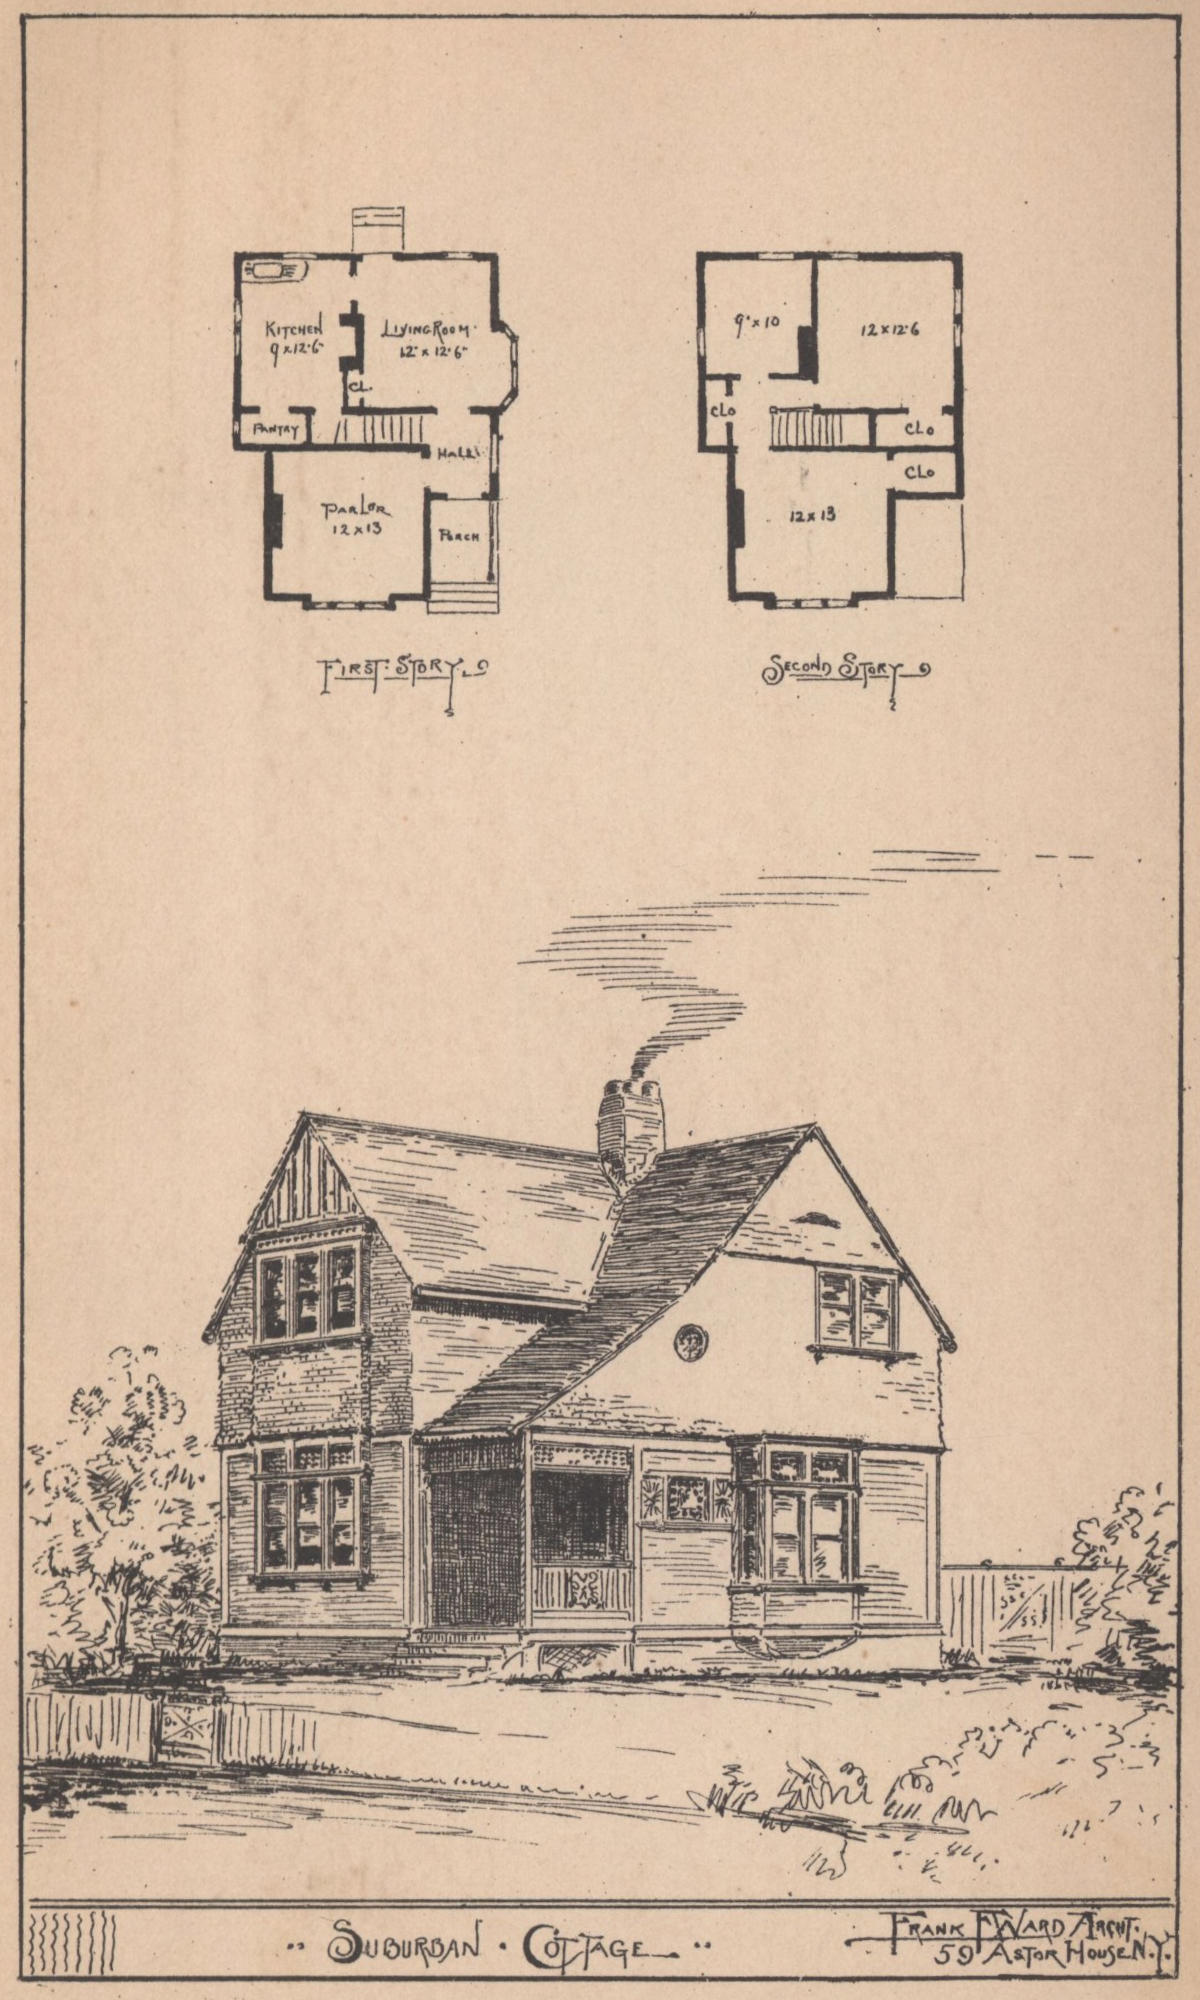 KITCHEN
9 x 12'6"
LIVING ROOM
12' x 12'6"
CL.
PANTRY
HALL
PARLOR
12 x 13
PORCH
FIRST STORY
9' x 10
12 x 12'6
CLO
CLO
CLO
12 x 13
SECOND STORY
SUBURBAN · COTTAGE
FRANK F WARD ARCHT.
59 ASTOR HOUSE N.Y.